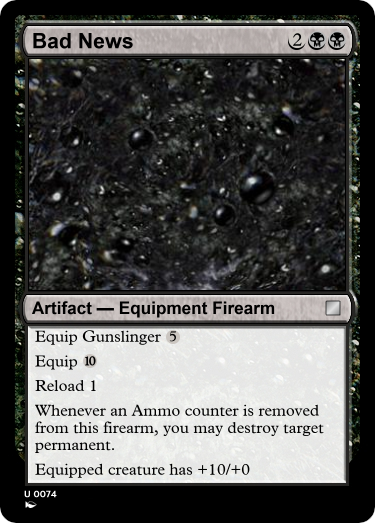 Bad News 2
Artifact — Equipment Firearm
Equip Gunslinger 5
Equip 10
Reload 1
Whenever an Ammo counter is removed
from this firearm, you may destroy target
permanent.
Equipped creature has +10/+0
U 0074